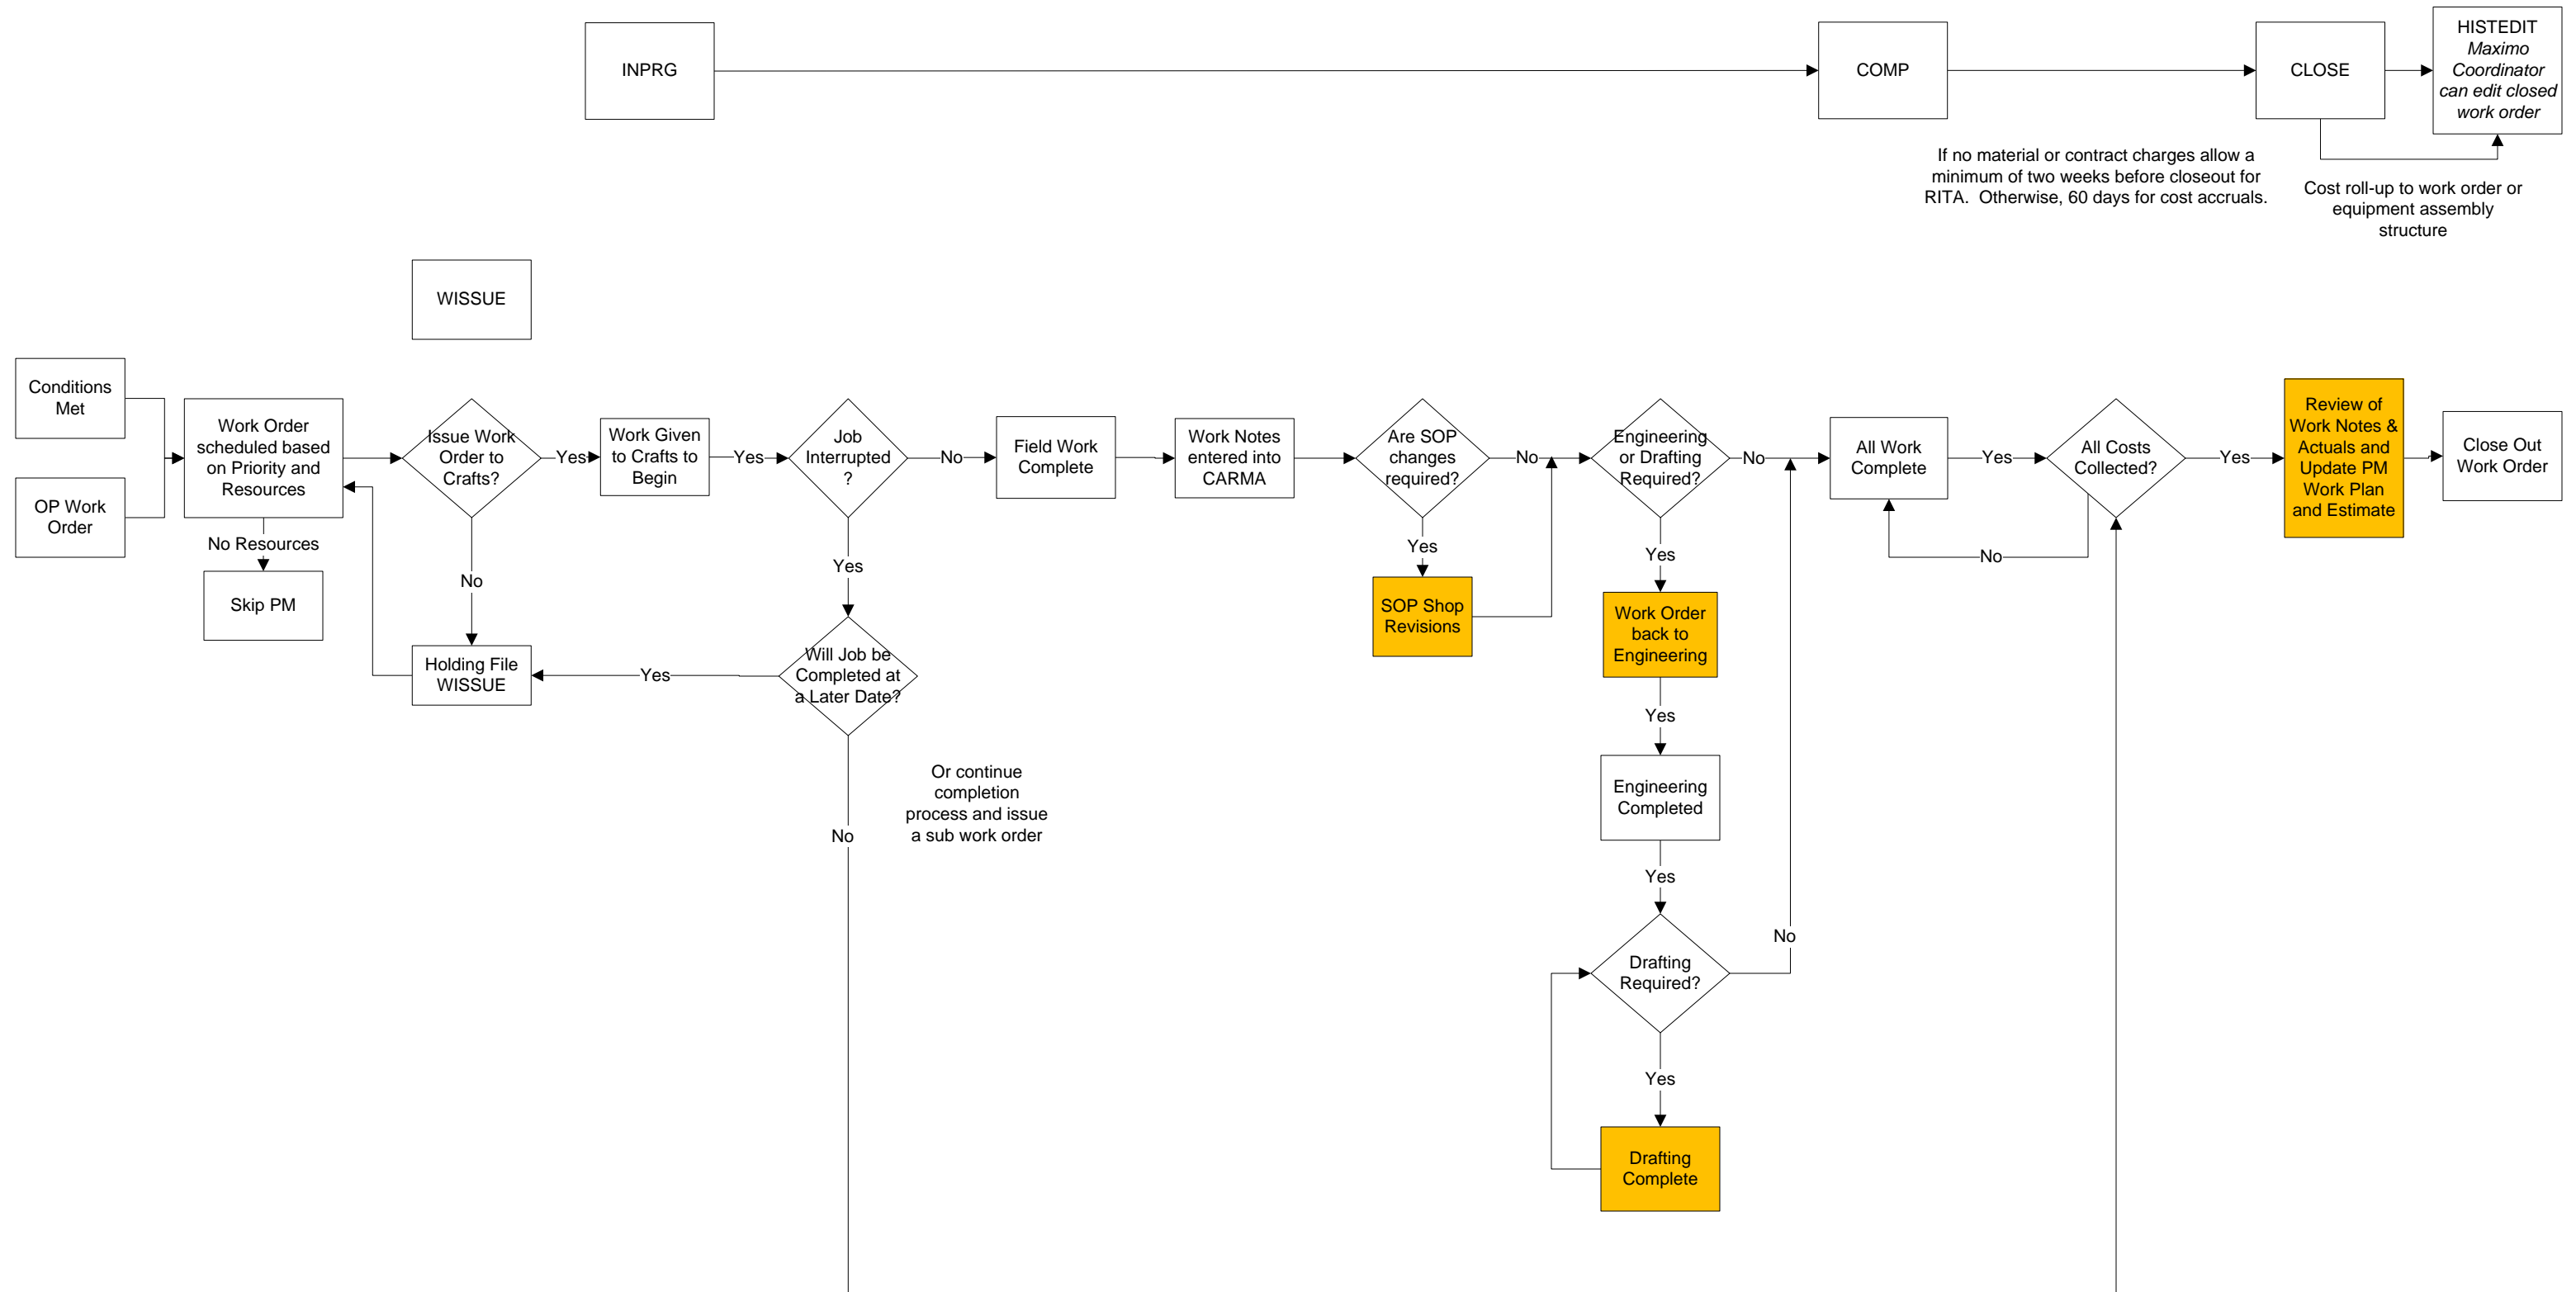 INPRG
COMP
CLOSE
HISTEDIT
Maximo
Coordinator
can edit closed
work order
If no material or contract charges allow a
minimum of two weeks before closeout for
RITA.  Otherwise, 60 days for cost accruals.
Cost roll-up to work order or
equipment assembly
structure
WISSUE
Conditions
Met
OP Work
Order
Work Order
scheduled based
on Priority and
Resources
No Resources
Skip PM
Issue Work
Order to
Crafts?
Yes
No
Holding File
WISSUE
Work Given
to Crafts to
Begin
Yes
Job
Interrupted
?
No
Yes
Will Job be
Completed at
a Later Date?
Yes
No
Or continue
completion
process and issue
a sub work order
Field Work
Complete
Work Notes
entered into
CARMA
Are SOP
changes
required?
No
Yes
SOP Shop
Revisions
Engineering
or Drafting
Required?
No
Yes
Work Order
back to
Engineering
Yes
Engineering
Completed
Yes
Drafting
Required?
No
Yes
Drafting
Complete
All Work
Complete
Yes
All Costs
Collected?
No
Yes
Review of
Work Notes &
Actuals and
Update PM
Work Plan
and Estimate
Close Out
Work Order